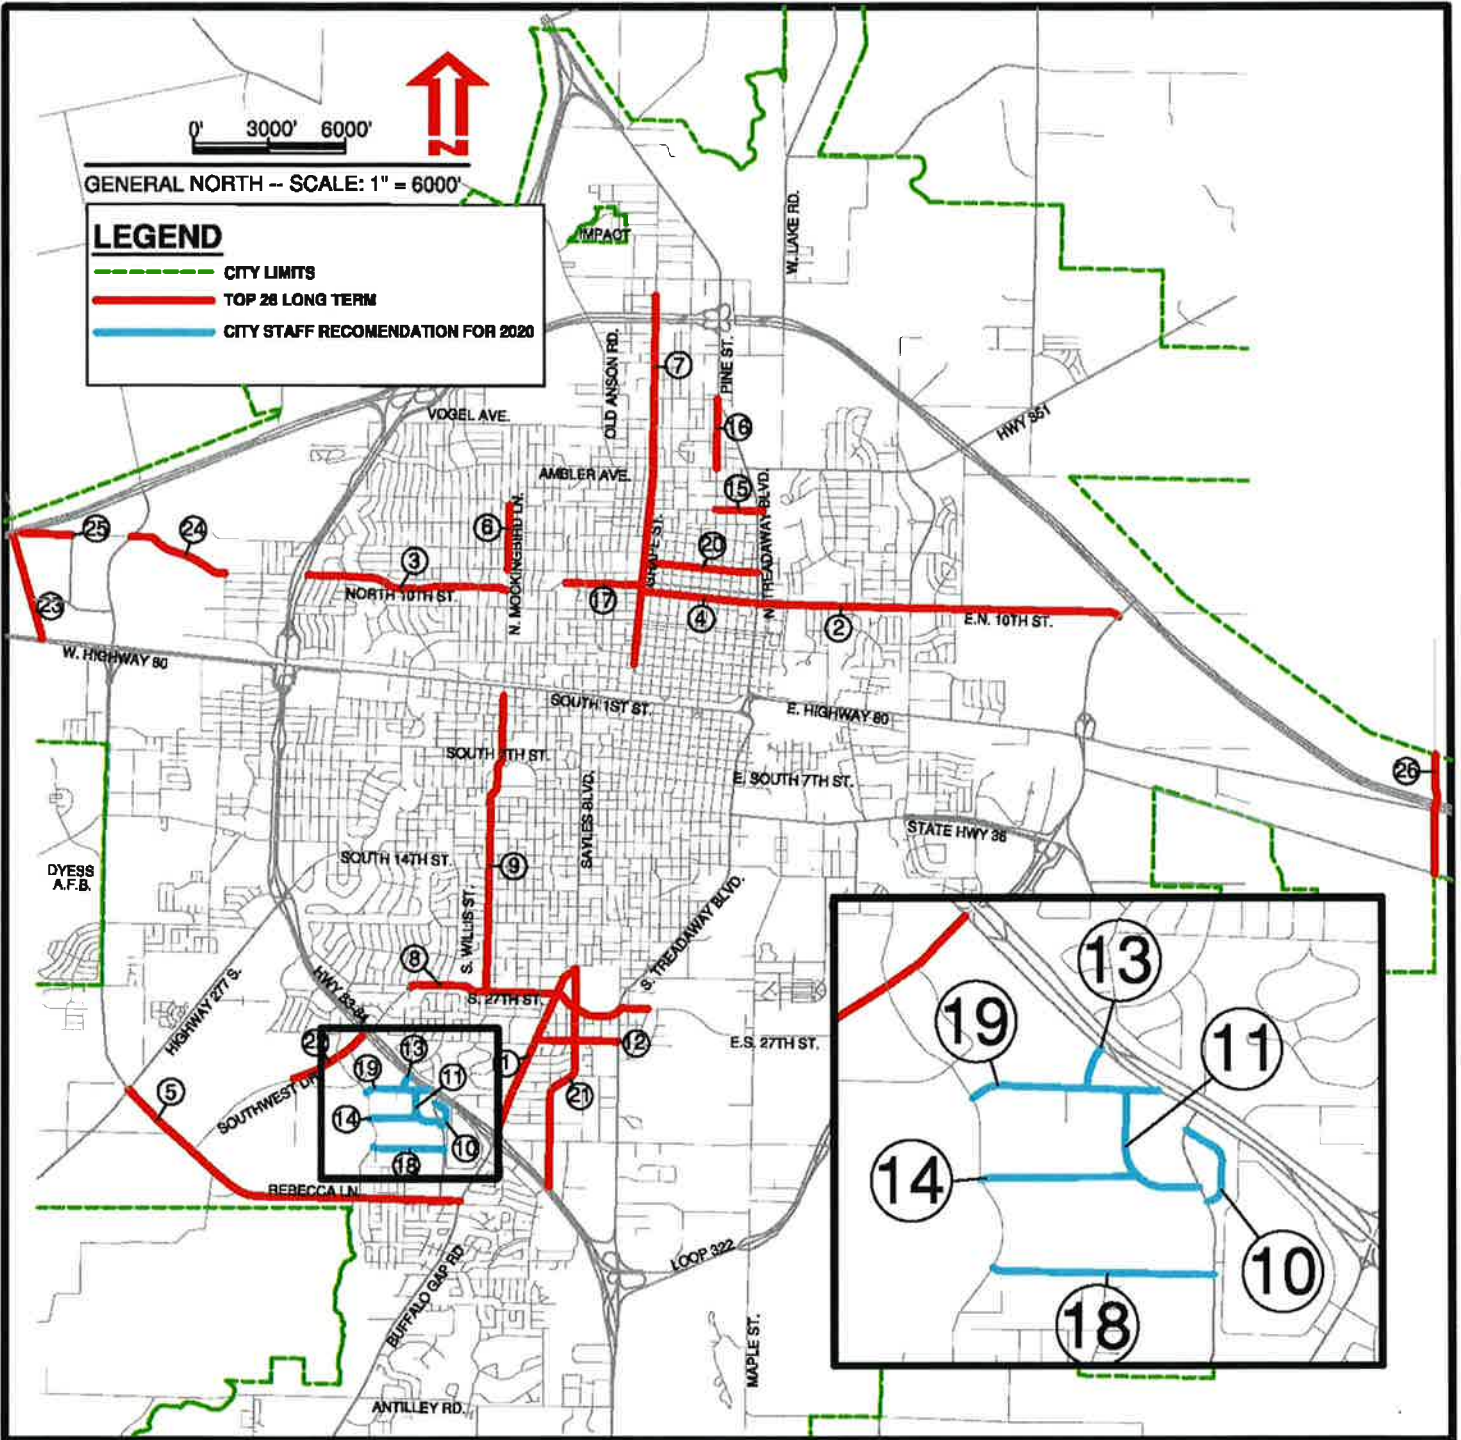 0' 3000' 6000'
N
GENERAL NORTH -- SCALE: 1" = 6000'
LEGEND
CITY LIMITS
TOP 26 LONG TERM
CITY STAFF RECOMENDATION FOR 2020
IMPACT
W. LAKE RD.
OLD ANSON RD.
PINE ST.
7
VOGEL AVE.
16
HWY 351
AMBLER AVE.
15
N. TREADAWAY BLVD.
6
N. MOCKINGBIRD LN.
GRAPE ST.
25
24
3
20
NORTH 10TH ST.
17
4
2
E.N. 10TH ST.
23
W. HIGHWAY 80
SOUTH 1ST ST.
E. HIGHWAY 80
SOUTH 7TH ST.
E. SOUTH 7TH ST.
26
SAYLES BLVD.
STATE HWY 36
SOUTH 14TH ST.
9
DYESS
A.F.B.
S. WILLIS ST.
S. TREADAWAY BLVD.
8
S. 27TH ST.
HIGHWAY 277 S.
HWY 83-84
E.S. 27TH ST.
12
1
21
5
SOUTHWEST DR.
19
13
11
14
10
18
REBECCA LN.
BUFFALO GAP RD
LOOP 322
MAPLE ST.
ANTILLEY RD.
13
19
11
14
10
18